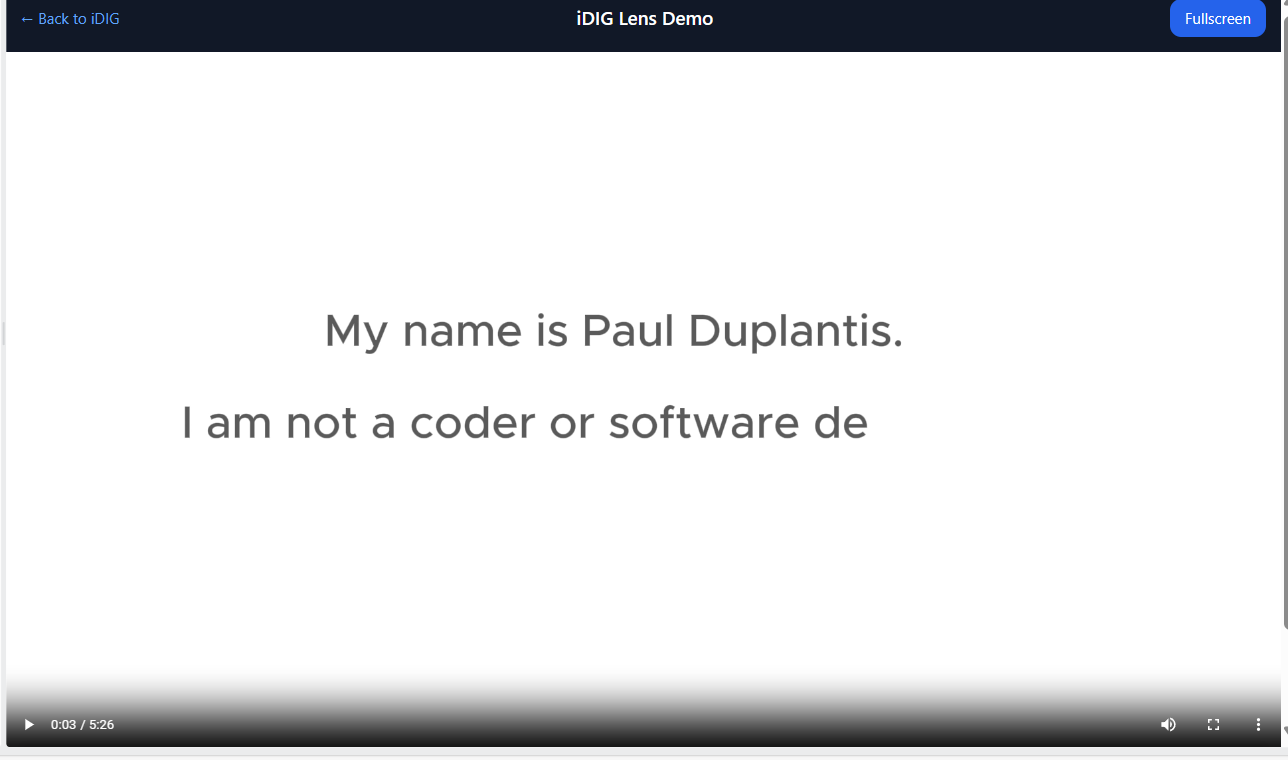 ← Back to iDIG
iDIG Lens Demo
Fullscreen
My name is Paul Duplantis.
I am not a coder or software de
0:03 / 5:26